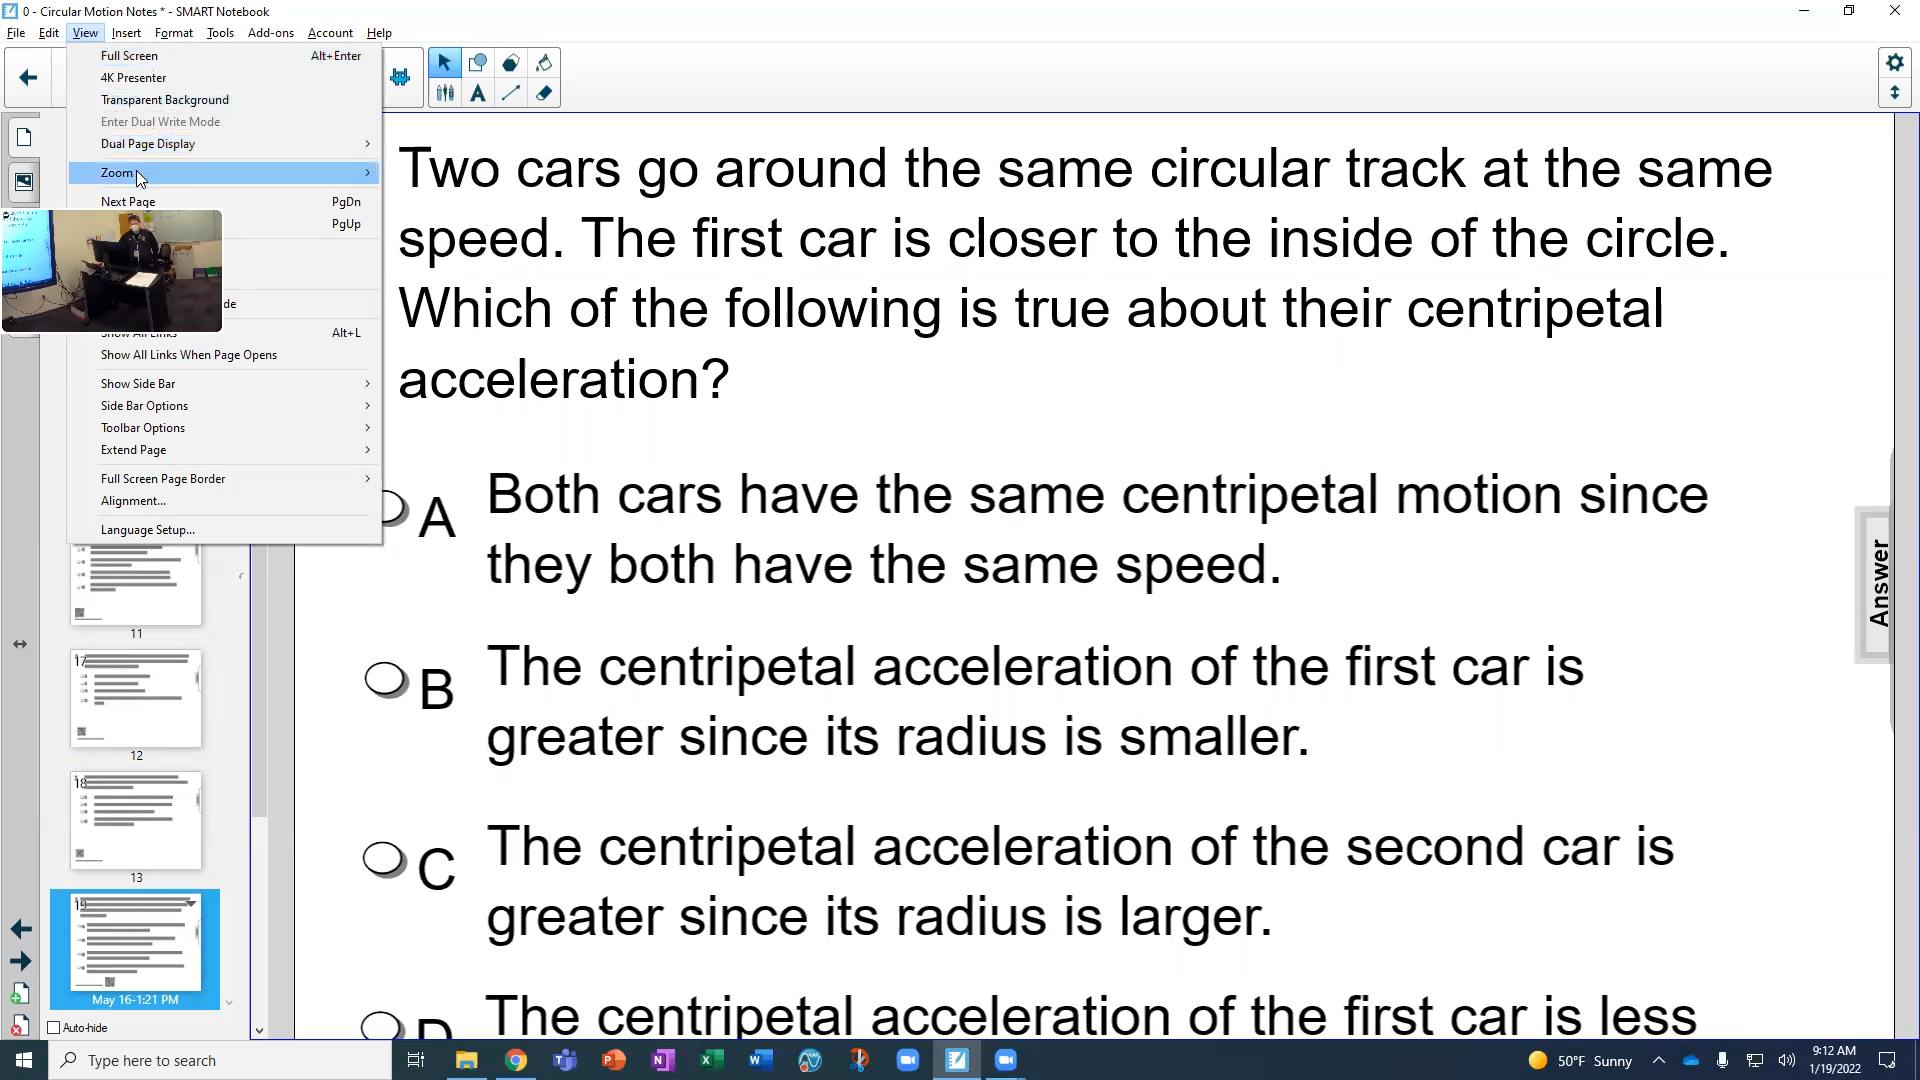 0 - Circular Motion Notes * - SMART Notebook
File Edit View Insert Format Tools Add-ons Account Help
Full Screen Alt+Enter
4K Presenter
Transparent Background
Enter Dual Write Mode
Dual Page Display
Zoom
Next Page PgDn
PgUp
de
Show All Links Alt+L
Show All Links When Page Opens
Show Side Bar
Side Bar Options
Toolbar Options
Extend Page
Full Screen Page Border
Alignment...
Language Setup...
Two cars go around the same circular track at the same
speed. The first car is closer to the inside of the circle.
Which of the following is true about their centripetal
acceleration?
A Both cars have the same centripetal motion since
they both have the same speed.
B The centripetal acceleration of the first car is
greater since its radius is smaller.
C The centripetal acceleration of the second car is
greater since its radius is larger.
D The centripetal acceleration of the first car is less
Answer
11
17
12
18
13
19
May 16-1:21 PM
Auto-hide
Type here to search
50°F Sunny
9:12 AM
1/19/2022